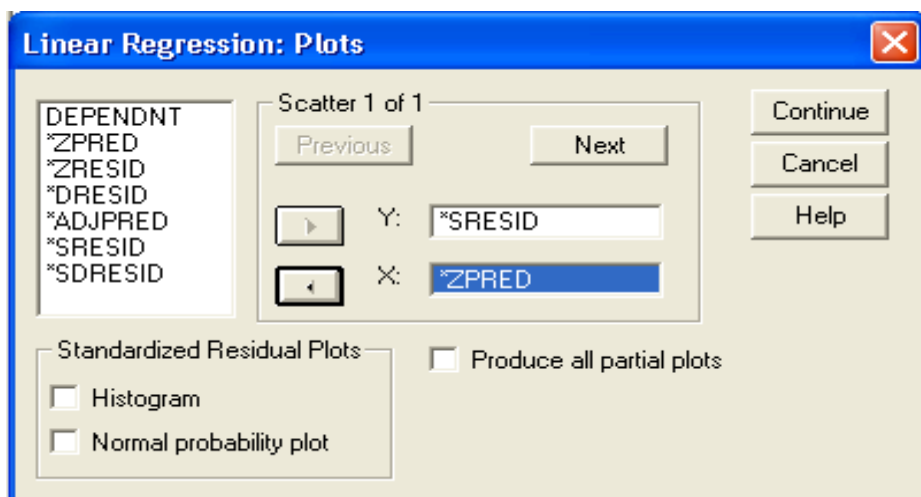 Linear Regression: Plots
DEPENDNT
*ZPRED
*ZRESID
*DRESID
*ADJPRED
*SRESID
*SDRESID
Scatter 1 of 1
Previous
Next
Y: *SRESID
X: *ZPRED
Continue
Cancel
Help
Standardized Residual Plots
Histogram
Normal probability plot
Produce all partial plots